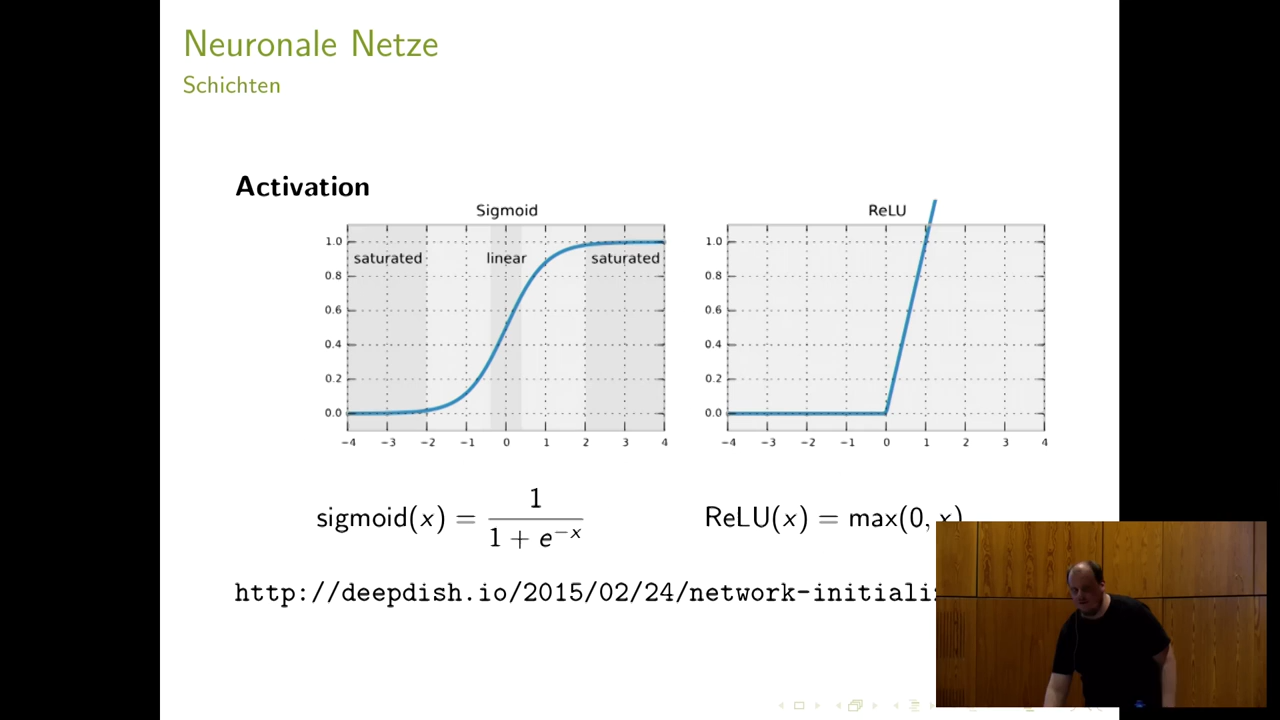 Neuronale Netze
Schichten
Activation
Sigmoid
1.0
0.8
0.6
0.4
0.2
0.0
saturated
linear
saturated
−4 −3 −2 −1 0 1 2 3 4
ReLU
1.0
0.8
0.6
0.4
0.2
0.0
−4 −3 −2 −1 0 1 2 3 4
sigmoid(x) = 1 / (1 + e^{−x})
ReLU(x) = max(0, x)
http://deepdish.io/2015/02/24/network-initiali